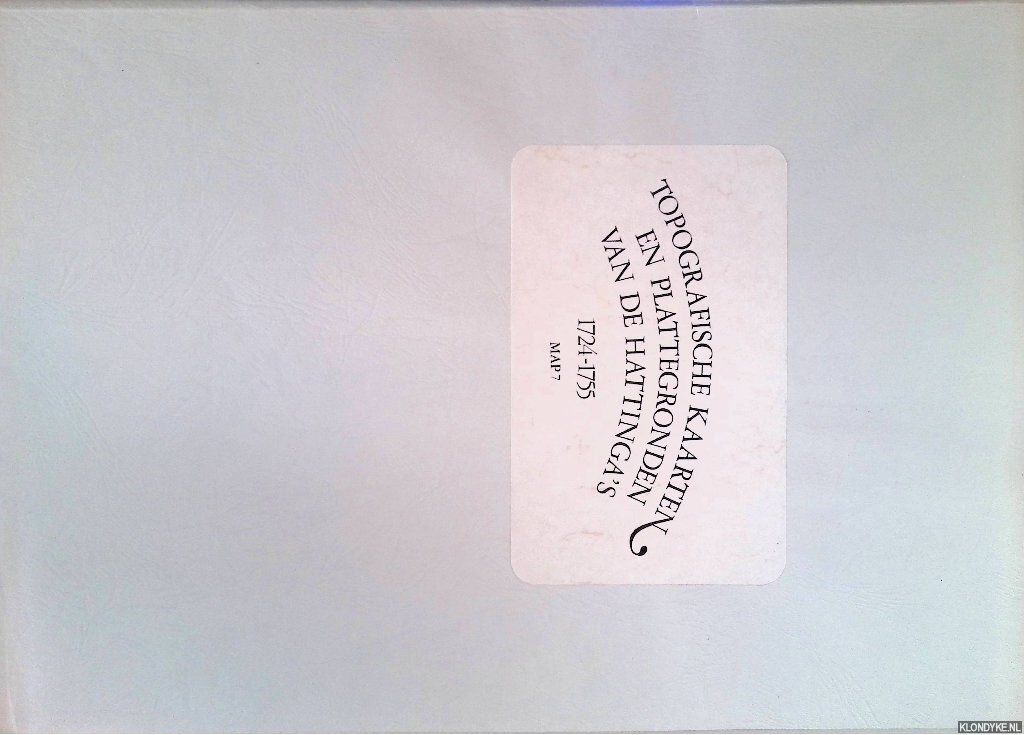 TOPOGRAFISCHE KAARTEN
EN PLATTEGRONDEN
VAN DE HATTINGA'S
1724-1755
MAP 7
KLONDYKE.NL